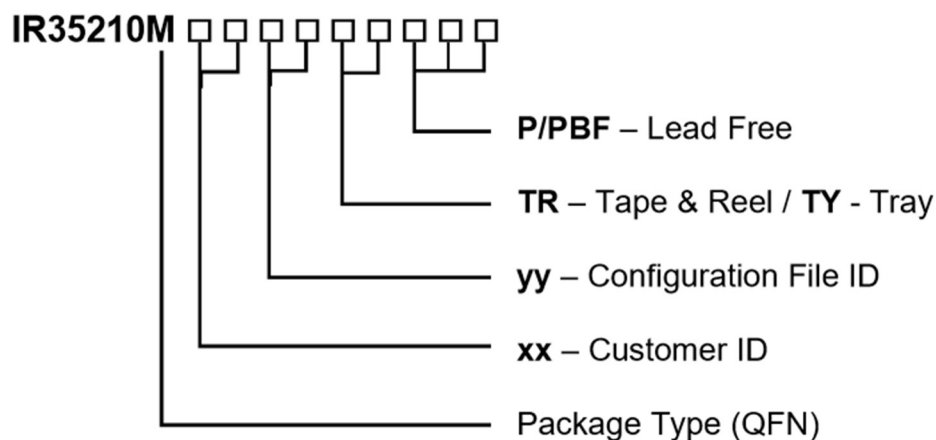 IR35210M
P/PBF – Lead Free
TR – Tape & Reel / TY - Tray
yy – Configuration File ID
xx – Customer ID
Package Type (QFN)